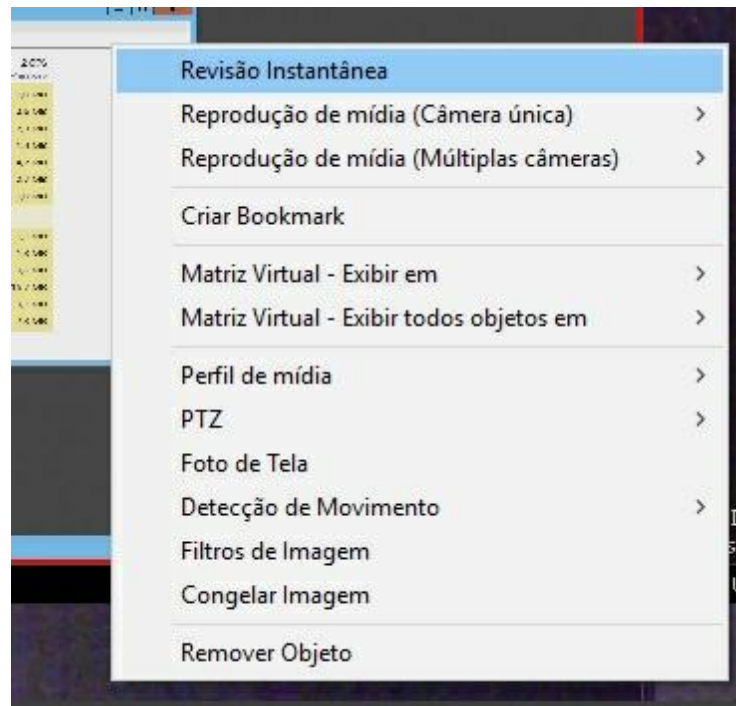 Revisão Instantânea
Reprodução de mídia (Câmera única)
Reprodução de mídia (Múltiplas câmeras)
Criar Bookmark
Matriz Virtual - Exibir em
Matriz Virtual - Exibir todos objetos em
Perfil de mídia
PTZ
Foto de Tela
Detecção de Movimento
Filtros de Imagem
Congelar Imagem
Remover Objeto